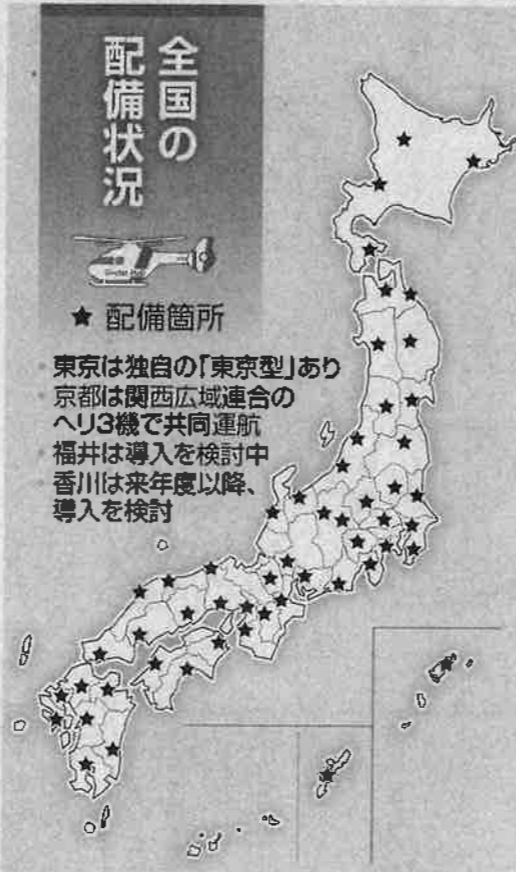 全国の
配備状況
★ 配備箇所
東京は独自の「東京型」あり
京都は関西広域連合の
ヘリ3機で共同運航
福井は導入を検討中
香川は来年度以降、
導入を検討